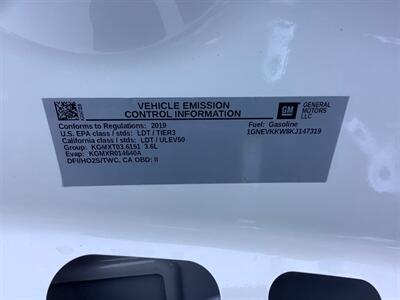 VEHICLE EMISSION
CONTROL INFORMATION
GM
GENERAL
MOTORS
LLC
Conforms to Regulations: 2019
U.S. EPA class / stds: LDT / TIER3
California class / stds: LDT / ULEV50
Group: KGMXT03.6151 3.6L
Evap: KGMXR014640A
DFI/HO2S/TWC, CA OBD: II
Fuel: Gasoline
1GNEVKKW8KJ147319